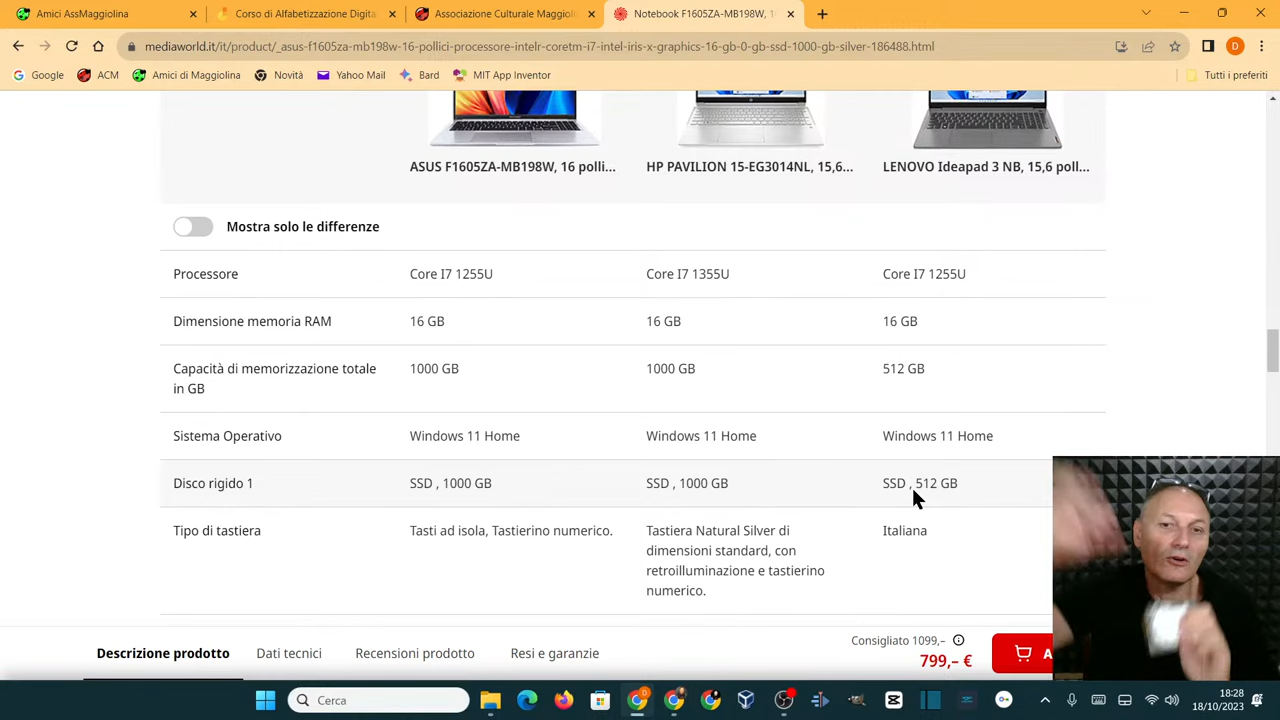 Amici AssMaggiolina
Corso di Alfabetizzazione Digita
Associazione Culturale Maggiolo
Notebook F1605ZA-MB198W, 1
mediaworld.it/it/product/_asus-f1605za-mb198w-16-pollici-processore-intelr-coretm-i7-intel-iris-x-graphics-16-gb-0-gb-ssd-1000-gb-silver-186488.html
Google ACM Amici di Maggiolina Novità Yahoo Mail Bard MIT App Inventor Tutti i preferiti
ASUS F1605ZA-MB198W, 16 polli... HP PAVILION 15-EG3014NL, 15,6... LENOVO Ideapad 3 NB, 15,6 poll...
Mostra solo le differenze
Processore Core I7 1255U Core I7 1355U Core I7 1255U
Dimensione memoria RAM 16 GB 16 GB 16 GB
Capacità di memorizzazione totale 1000 GB 1000 GB 512 GB
in GB
Sistema Operativo Windows 11 Home Windows 11 Home Windows 11 Home
Disco rigido 1 SSD , 1000 GB SSD , 1000 GB SSD , 512 GB
Tipo di tastiera Tasti ad isola, Tastierino numerico. Tastiera Natural Silver di Italiana
dimensioni standard, con
retroilluminazione e tastierino
numerico.
Consigliato 1099,–
Descrizione prodotto Dati tecnici Recensioni prodotto Resi e garanzie
799,– €
A
Cerca
18:28
18/10/2023